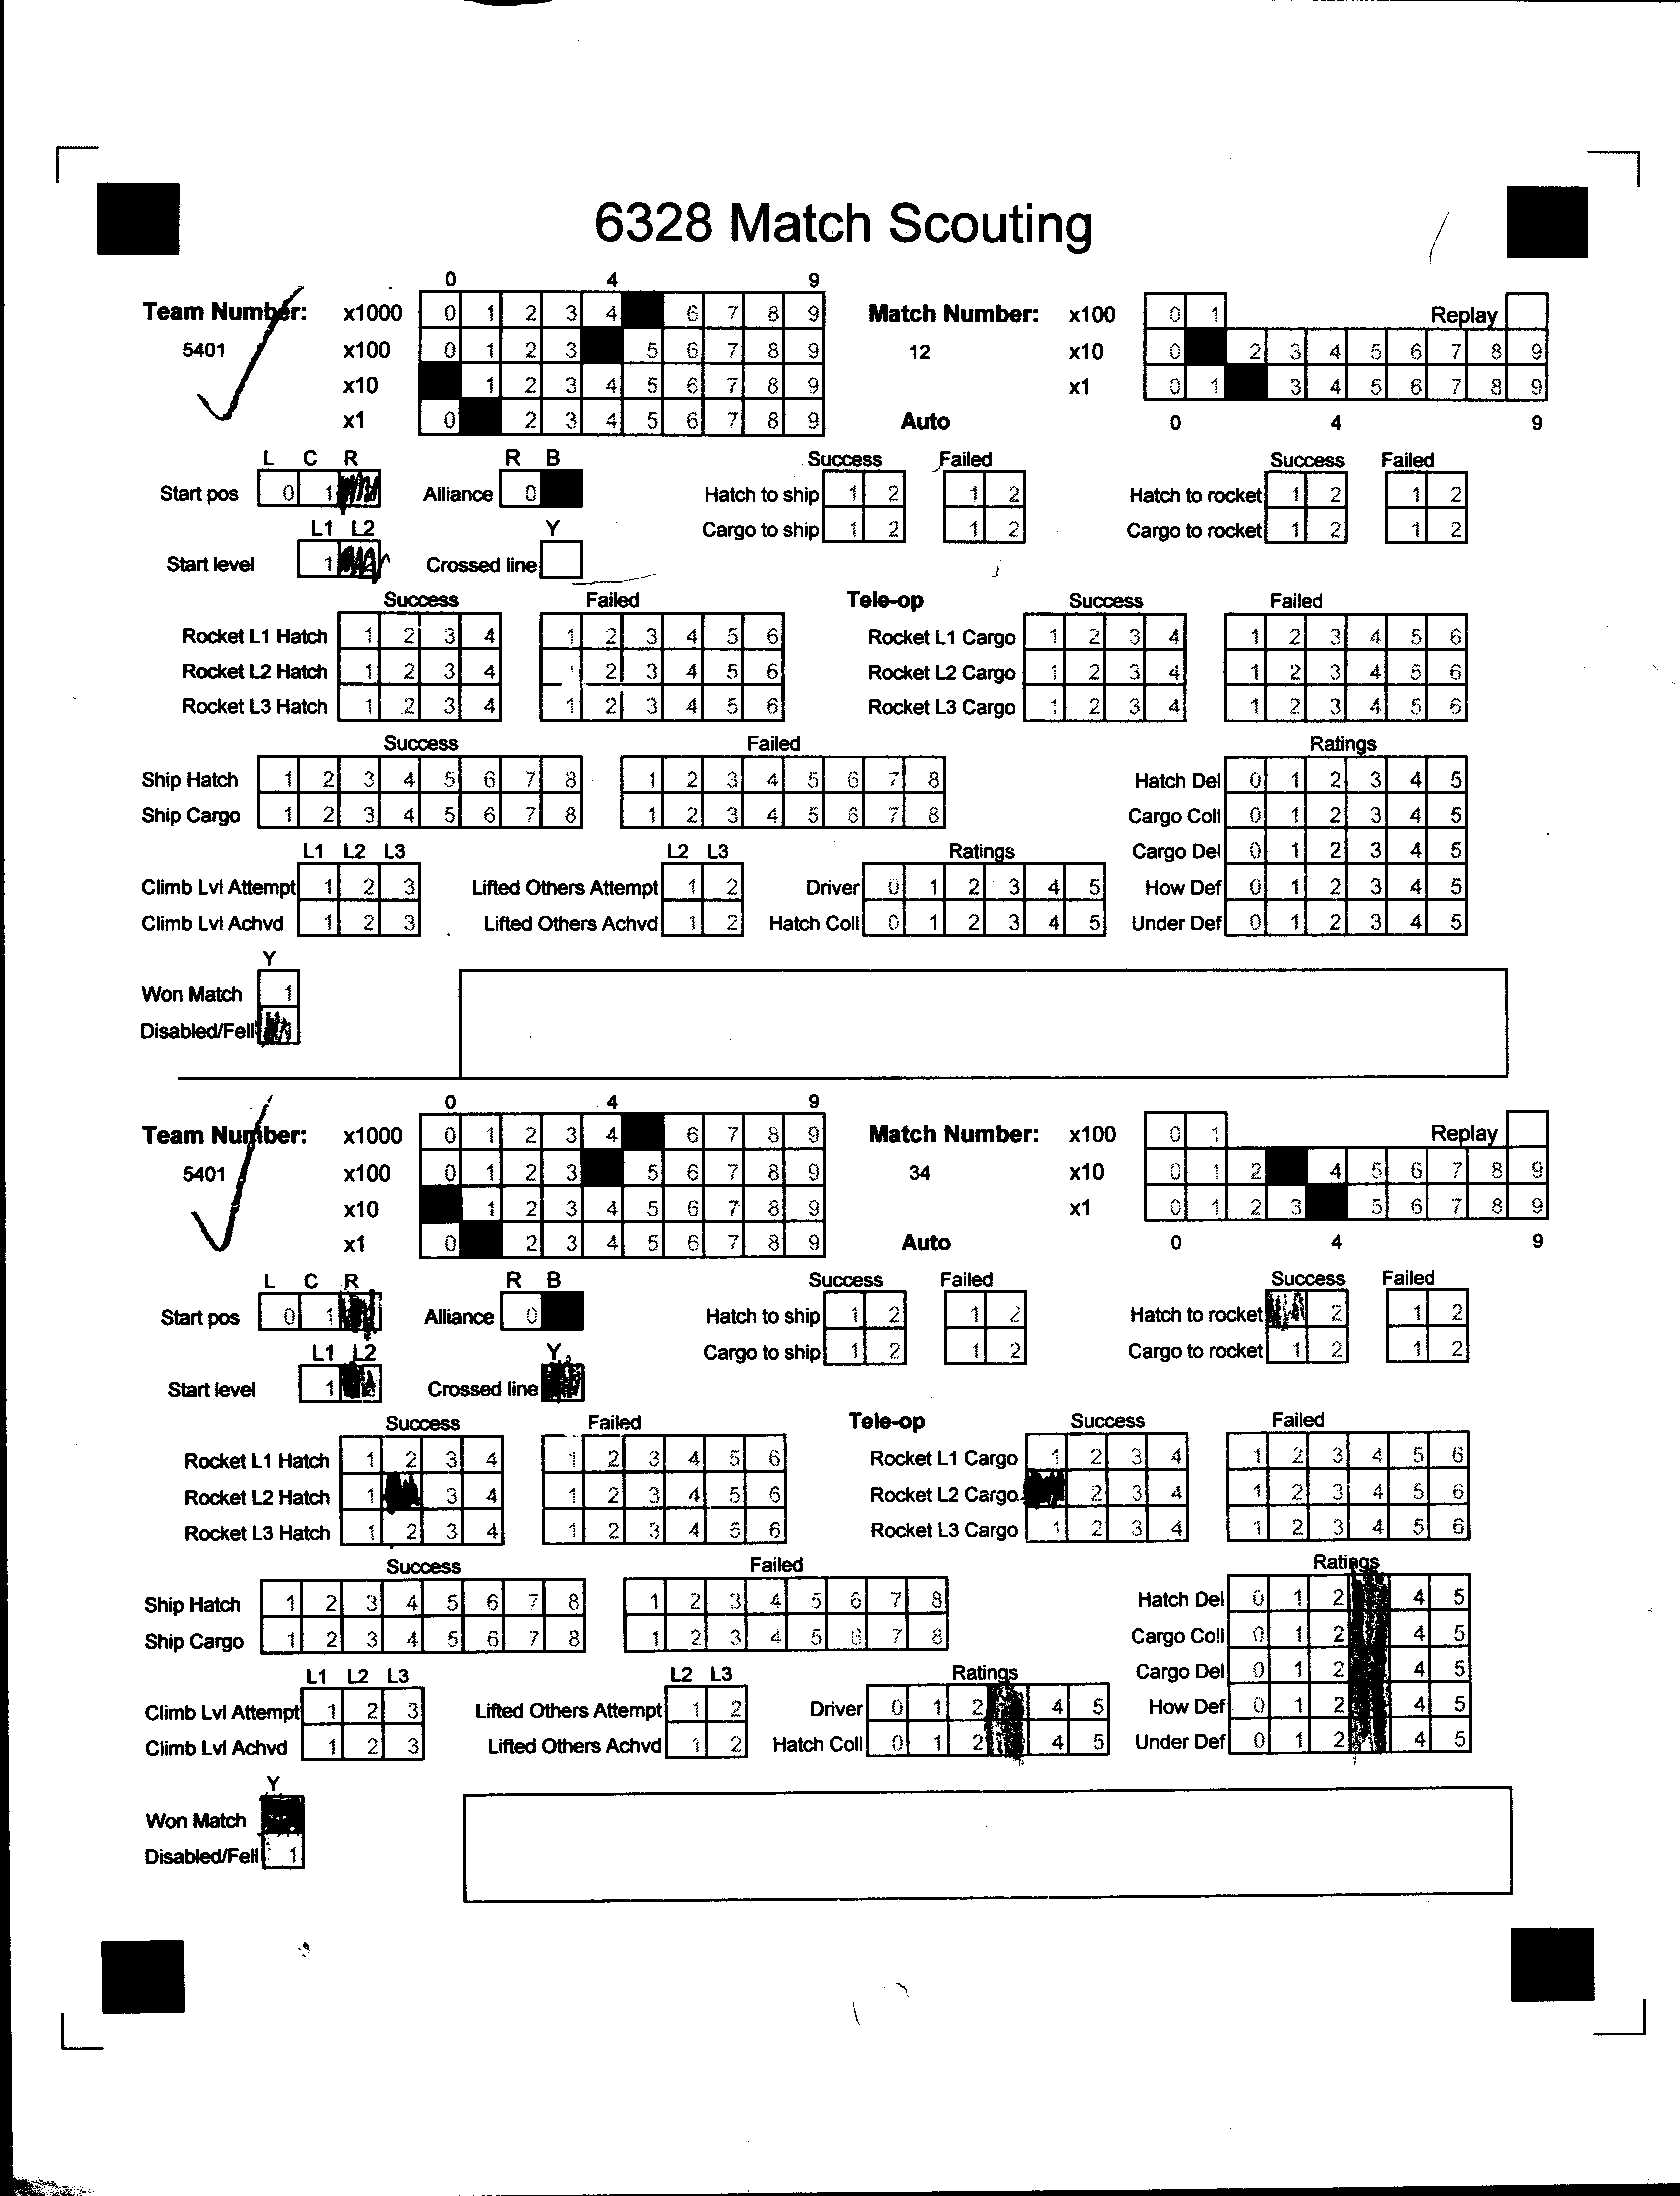 6328 Match Scouting
0 4 9
Team Number: x1000 0 1 2 3 4 6 7 8 9 Match Number: x100 0 1 Replay
5401 x100 0 1 2 3 5 6 7 8 9 12 x10 0 2 3 4 5 6 7 8 9
x10 1 2 3 4 5 6 7 8 9 x1 0 1 3 4 5 6 7 8 9
x1 0 2 3 4 5 6 7 8 9 Auto 0 4 9
L C R R B Success Failed Success Failed
Start pos 0 1 Alliance 0 Hatch to ship 1 2 1 2 Hatch to rocket 1 2 1 2
L1 L2 Y Cargo to ship 1 2 1 2 Cargo to rocket 1 2 1 2
Start level 1 Crossed line
Success Failed Tele-op Success Failed
Rocket L1 Hatch 1 2 3 4 1 2 3 4 5 6 Rocket L1 Cargo 1 2 3 4 1 2 3 4 5 6
Rocket L2 Hatch 1 2 3 4 1 2 3 4 5 6 Rocket L2 Cargo 1 2 3 4 1 2 3 4 5 6
Rocket L3 Hatch 1 2 3 4 1 2 3 4 5 6 Rocket L3 Cargo 1 2 3 4 1 2 3 4 5 6
Success Failed Ratings
Ship Hatch 1 2 3 4 5 6 7 8 1 2 3 4 5 6 7 8 Hatch Del 0 1 2 3 4 5
Ship Cargo 1 2 3 4 5 6 7 8 1 2 3 4 5 6 7 8 Cargo Coll 0 1 2 3 4 5
L1 L2 L3 L2 L3 Ratings Cargo Del 0 1 2 3 4 5
Climb Lvl Attempt 1 2 3 Lifted Others Attempt 1 2 Driver 0 1 2 3 4 5 How Def 0 1 2 3 4 5
Climb Lvl Achvd 1 2 3 Lifted Others Achvd 1 2 Hatch Coll 0 1 2 3 4 5 Under Def 0 1 2 3 4 5
Y
Won Match 1
Disabled/Fell
0 4 9
Team Number: x1000 0 1 2 3 4 6 7 8 9 Match Number: x100 0 1 Replay
5401 x100 0 1 2 3 5 6 7 8 9 34 x10 0 1 2 4 5 6 7 8 9
x10 1 2 3 4 5 6 7 8 9 x1 0 1 2 3 5 6 7 8 9
x1 0 2 3 4 5 6 7 8 9 Auto 0 4 9
L C R R B Success Failed Success Failed
Start pos 0 1 Alliance 0 Hatch to ship 1 2 1 2 Hatch to rocket 2 1 2
L1 L2 Y Cargo to ship 1 2 1 2 Cargo to rocket 1 2 1 2
Start level 1 Crossed line
Success Failed Tele-op Success Failed
Rocket L1 Hatch 1 2 3 4 1 2 3 4 5 6 Rocket L1 Cargo 1 2 3 4 1 2 3 4 5 6
Rocket L2 Hatch 1 3 4 1 2 3 4 5 6 Rocket L2 Cargo 2 3 4 1 2 3 4 5 6
Rocket L3 Hatch 1 2 3 4 1 2 3 4 5 6 Rocket L3 Cargo 1 2 3 4 1 2 3 4 5 6
Success Failed Ratings
Ship Hatch 1 2 3 4 5 6 7 8 1 2 3 4 5 6 7 8 Hatch Del 0 1 2 4 5
Ship Cargo 1 2 3 4 5 6 7 8 1 2 3 4 5 6 7 8 Cargo Coll 0 1 2 4 5
L1 L2 L3 L2 L3 Ratings Cargo Del 0 1 2 4 5
Climb Lvl Attempt 1 2 3 Lifted Others Attempt 1 2 Driver 0 1 2 4 5 How Def 0 1 2 4 5
Climb Lvl Achvd 1 2 3 Lifted Others Achvd 1 2 Hatch Coll 0 1 2 4 5 Under Def 0 1 2 4 5
Y
Won Match
Disabled/Fell 1